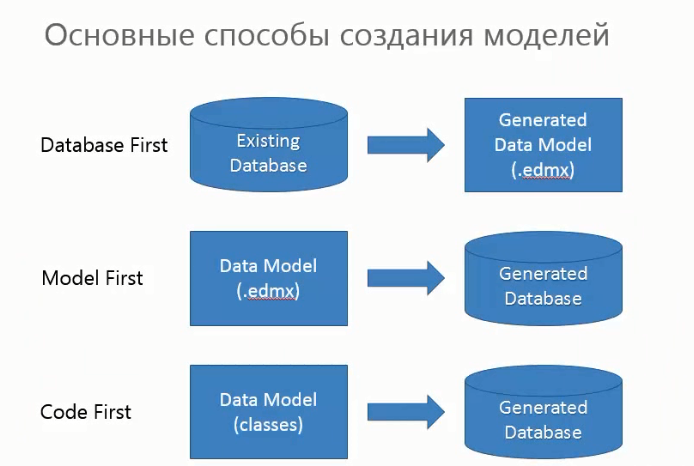 Основные способы создания моделей
Database First
Existing
Database
Generated
Data Model
(.edmx)
Model First
Data Model
(.edmx)
Generated
Database
Code First
Data Model
(classes)
Generated
Database